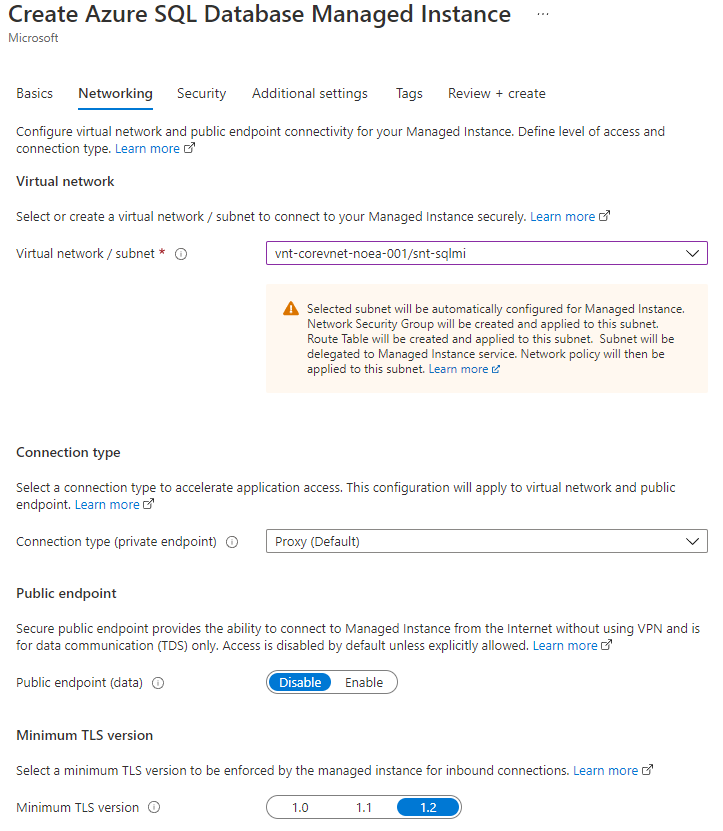 Create Azure SQL Database Managed Instance ...
Microsoft
Basics Networking Security Additional settings Tags Review + create
Configure virtual network and public endpoint connectivity for your Managed Instance. Define level of access and
connection type. Learn more
Virtual network
Select or create a virtual network / subnet to connect to your Managed Instance securely. Learn more
Virtual network / subnet * vnt-corevnet-noea-001/snt-sqlmi
Selected subnet will be automatically configured for Managed Instance.
Network Security Group will be created and applied to this subnet.
Route Table will be created and applied to this subnet. Subnet will be
delegated to Managed Instance service. Network policy will then be
applied to this subnet. Learn more
Connection type
Select a connection type to accelerate application access. This configuration will apply to virtual network and public
endpoint. Learn more
Connection type (private endpoint) Proxy (Default)
Public endpoint
Secure public endpoint provides the ability to connect to Managed Instance from the Internet without using VPN and is
for data communication (TDS) only. Access is disabled by default unless explicitly allowed. Learn more
Public endpoint (data) Disable Enable
Minimum TLS version
Select a minimum TLS version to be enforced by the managed instance for inbound connections. Learn more
Minimum TLS version 1.0 1.1 1.2